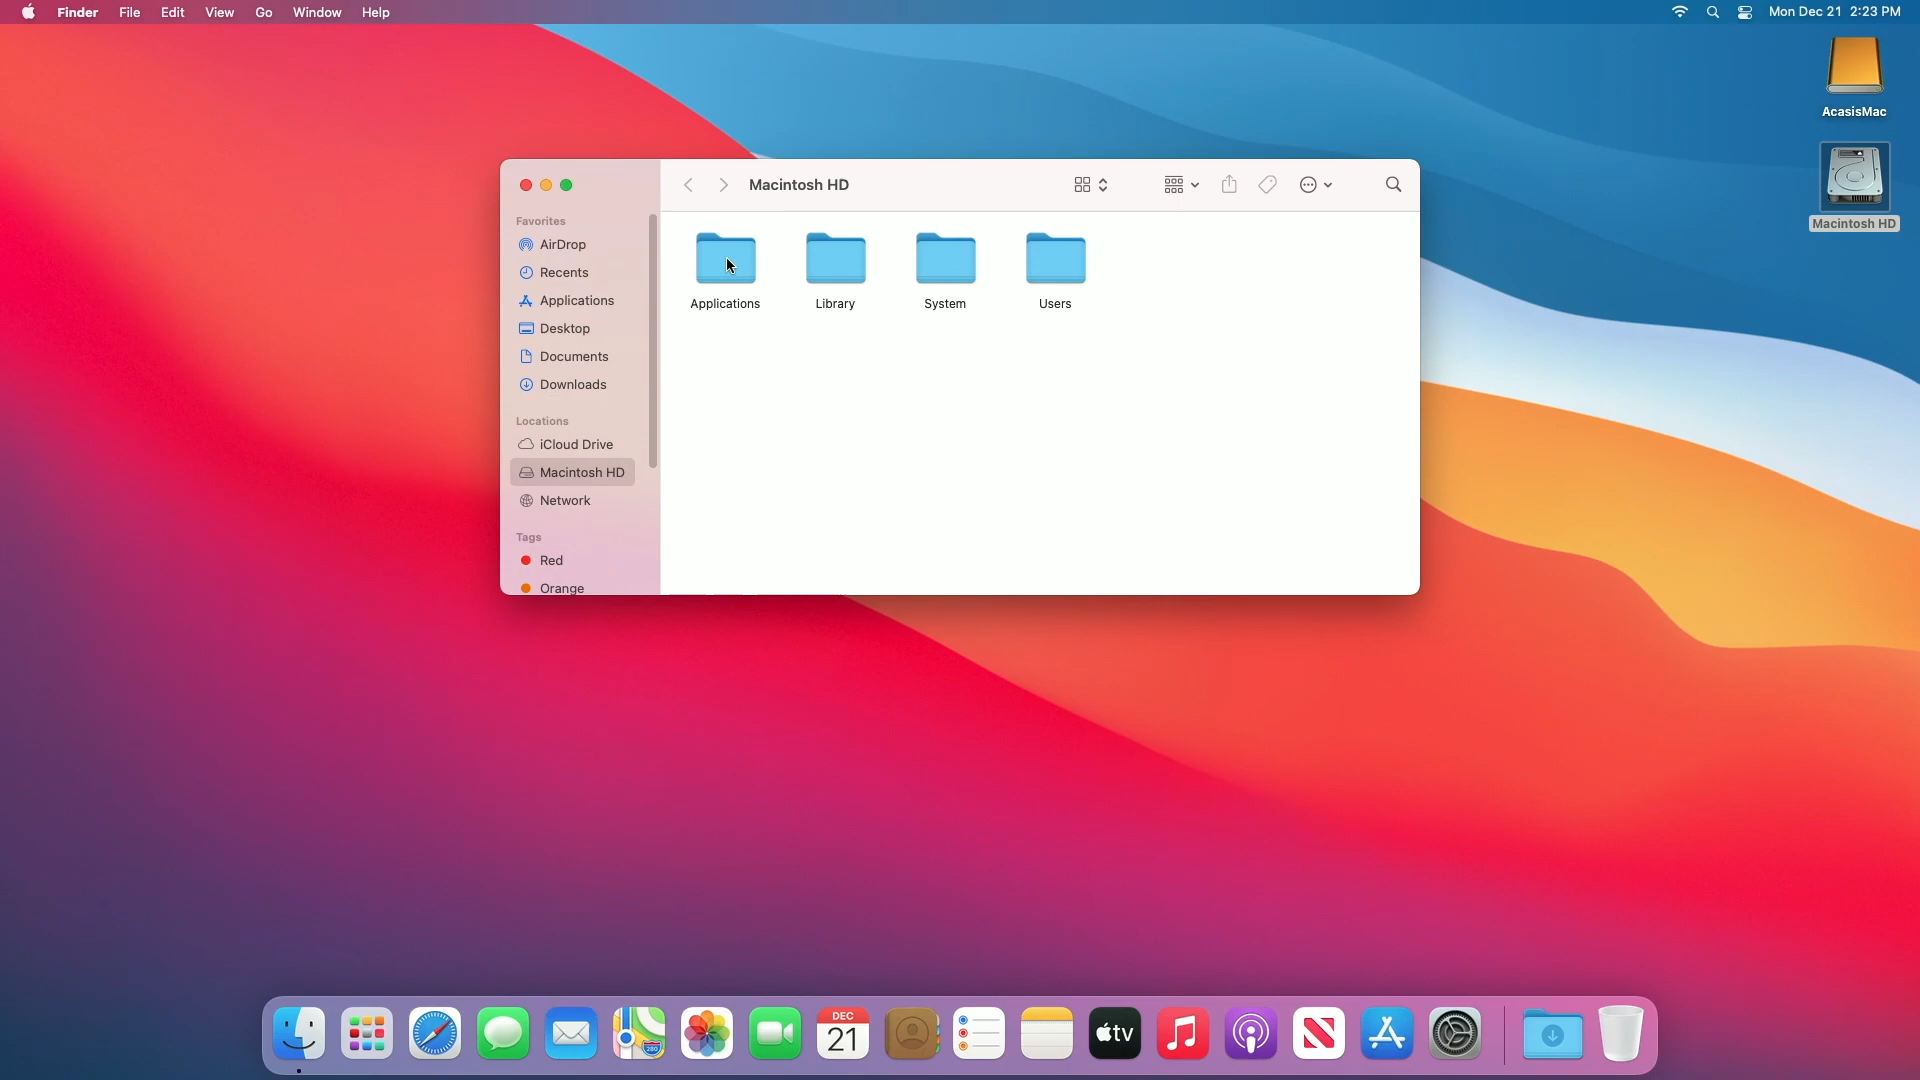 Finder File Edit View Go Window Help Mon Dec 21 2:23 PM
AcasisMac
Macintosh HD
Macintosh HD
Favorites
AirDrop
Recents
Applications
Desktop
Documents
Downloads
Locations
iCloud Drive
Macintosh HD
Network
Tags
Red
Orange
Applications Library System Users
280
DEC
21
tv